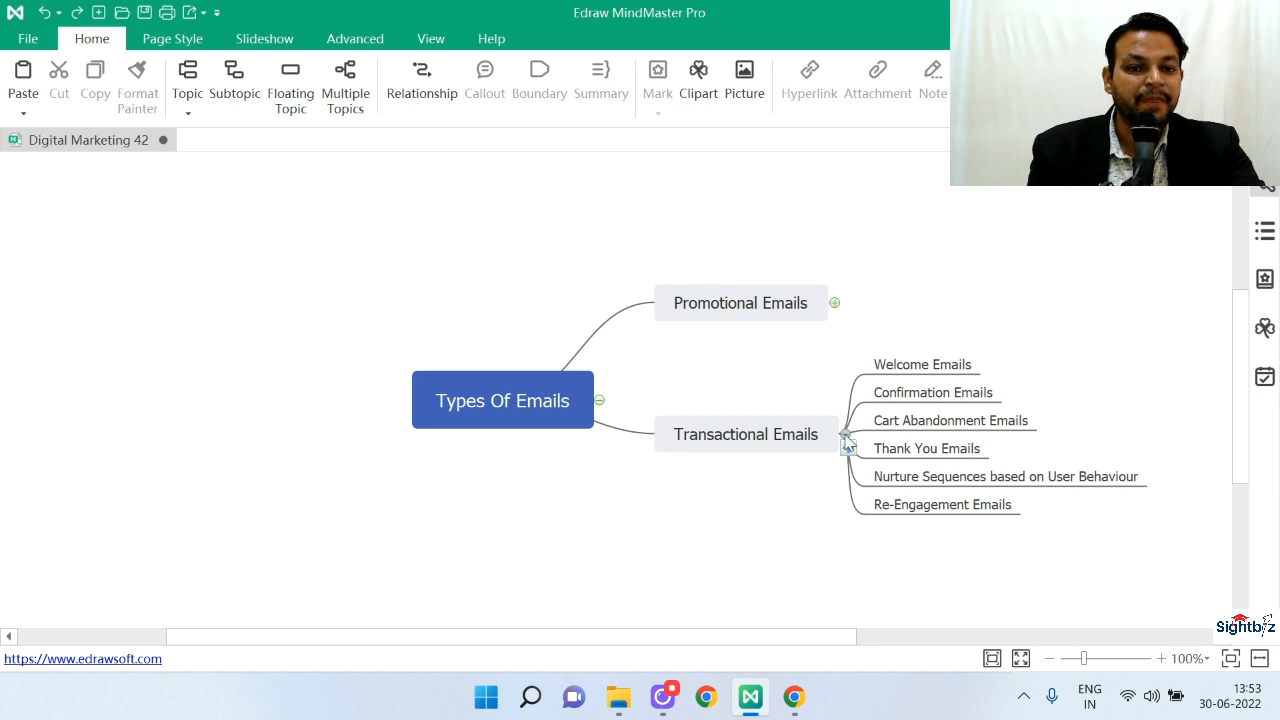 Edraw MindMaster Pro
File Home Page Style Slideshow Advanced View Help
Paste Cut Copy Format Painter Topic Subtopic Floating Topic Multiple Topics Relationship Callout Boundary Summary Mark Clipart Picture Hyperlink Attachment Note
Digital Marketing 42
Promotional Emails
Types Of Emails
Transactional Emails
Welcome Emails
Confirmation Emails
Cart Abandonment Emails
Thank You Emails
Nurture Sequences based on User Behaviour
Re-Engagement Emails
Sightbiz
https://www.edrawsoft.com
100%
ENG
IN
13:53
30-06-2022